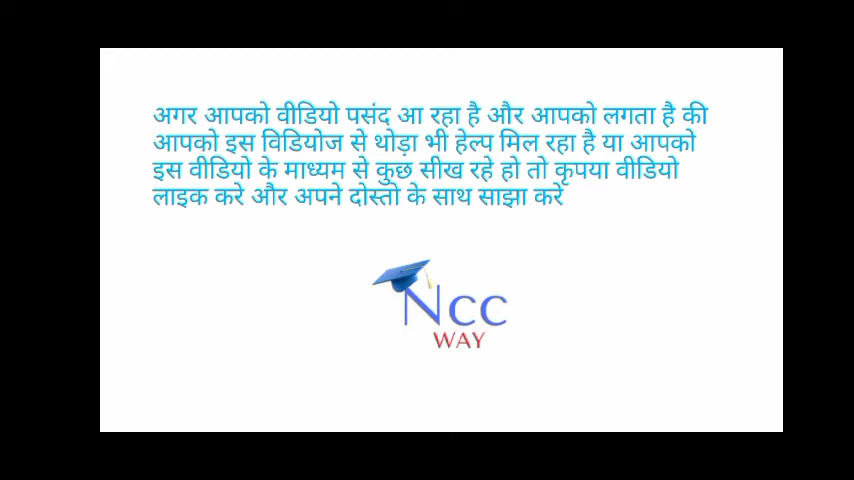 अगर आपको वीडियो पसंद आ रहा है और आपको लगता है की
आपको इस विडियोज से थोड़ा भी हेल्प मिल रहा है या आपको
इस वीडियो के माध्यम से कुछ सीख रहे हो तो कृपया वीडियो
लाइक करे और अपने दोस्तो के साथ साझा करे
Ncc
WAY